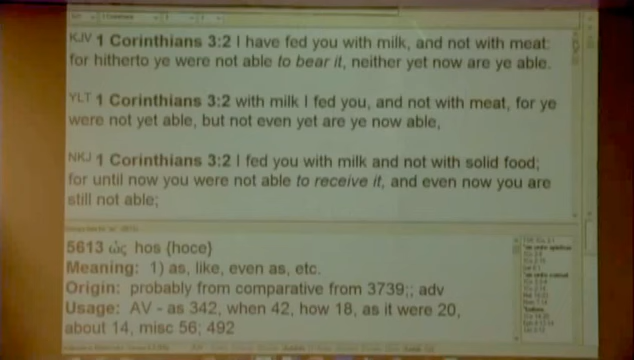 KJV 1 Corinthians 3:2 I have fed you with milk, and not with meat:
for hitherto ye were not able to bear it, neither yet now are ye able.
YLT 1 Corinthians 3:2 with milk I fed you, and not with meat, for ye
were not yet able, but not even yet are ye now able,
NKJ 1 Corinthians 3:2 I fed you with milk and not with solid food;
for until now you were not able to receive it, and even now you are
still not able;
5613 ὡς hos {hoce}
Meaning: 1) as, like, even as, etc.
Origin: probably from comparative from 3739;; adv
Usage: AV - as 342, when 42, how 18, as it were 20,
about 14, misc 56; 492